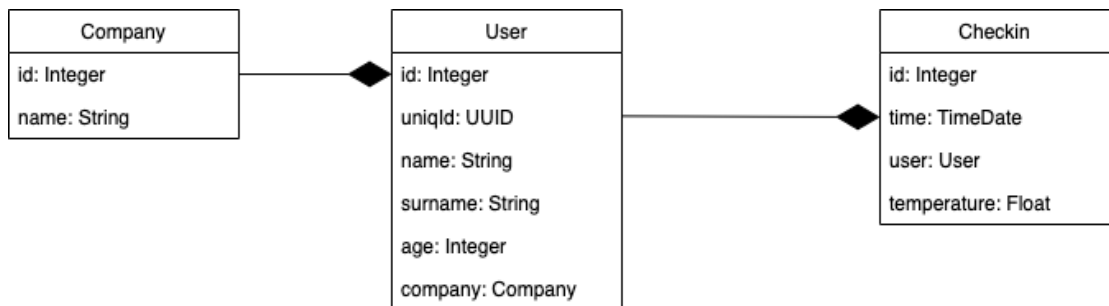 Company
id: Integer
name: String
User
id: Integer
uniqId: UUID
name: String
surname: String
age: Integer
company: Company
Checkin
id: Integer
time: TimeDate
user: User
temperature: Float